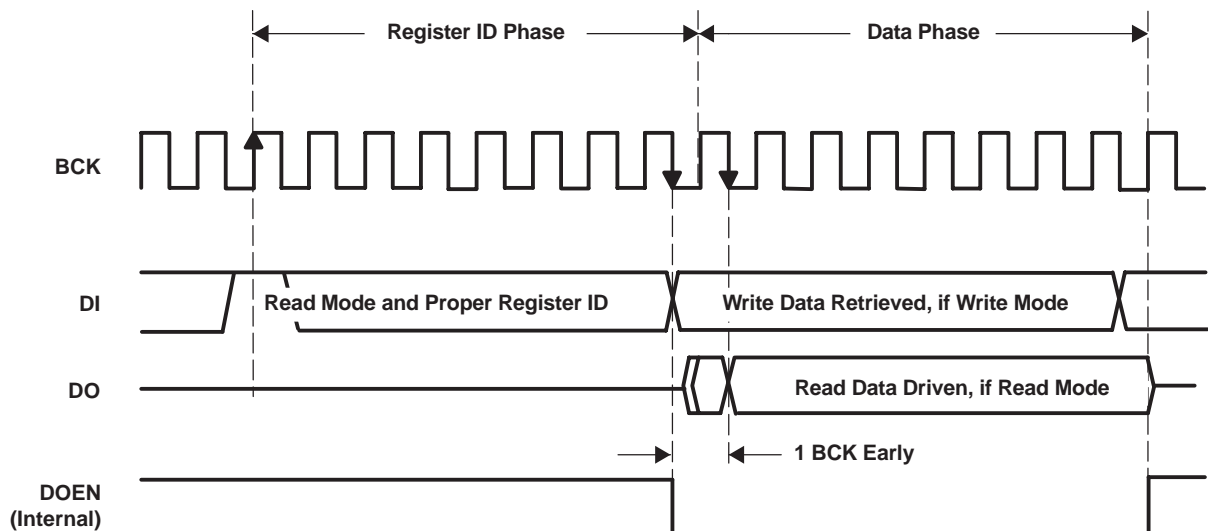 Register ID Phase
Data Phase
BCK
DI
Read Mode and Proper Register ID
Write Data Retrieved, if Write Mode
DO
Read Data Driven, if Read Mode
1 BCK Early
DOEN
(Internal)